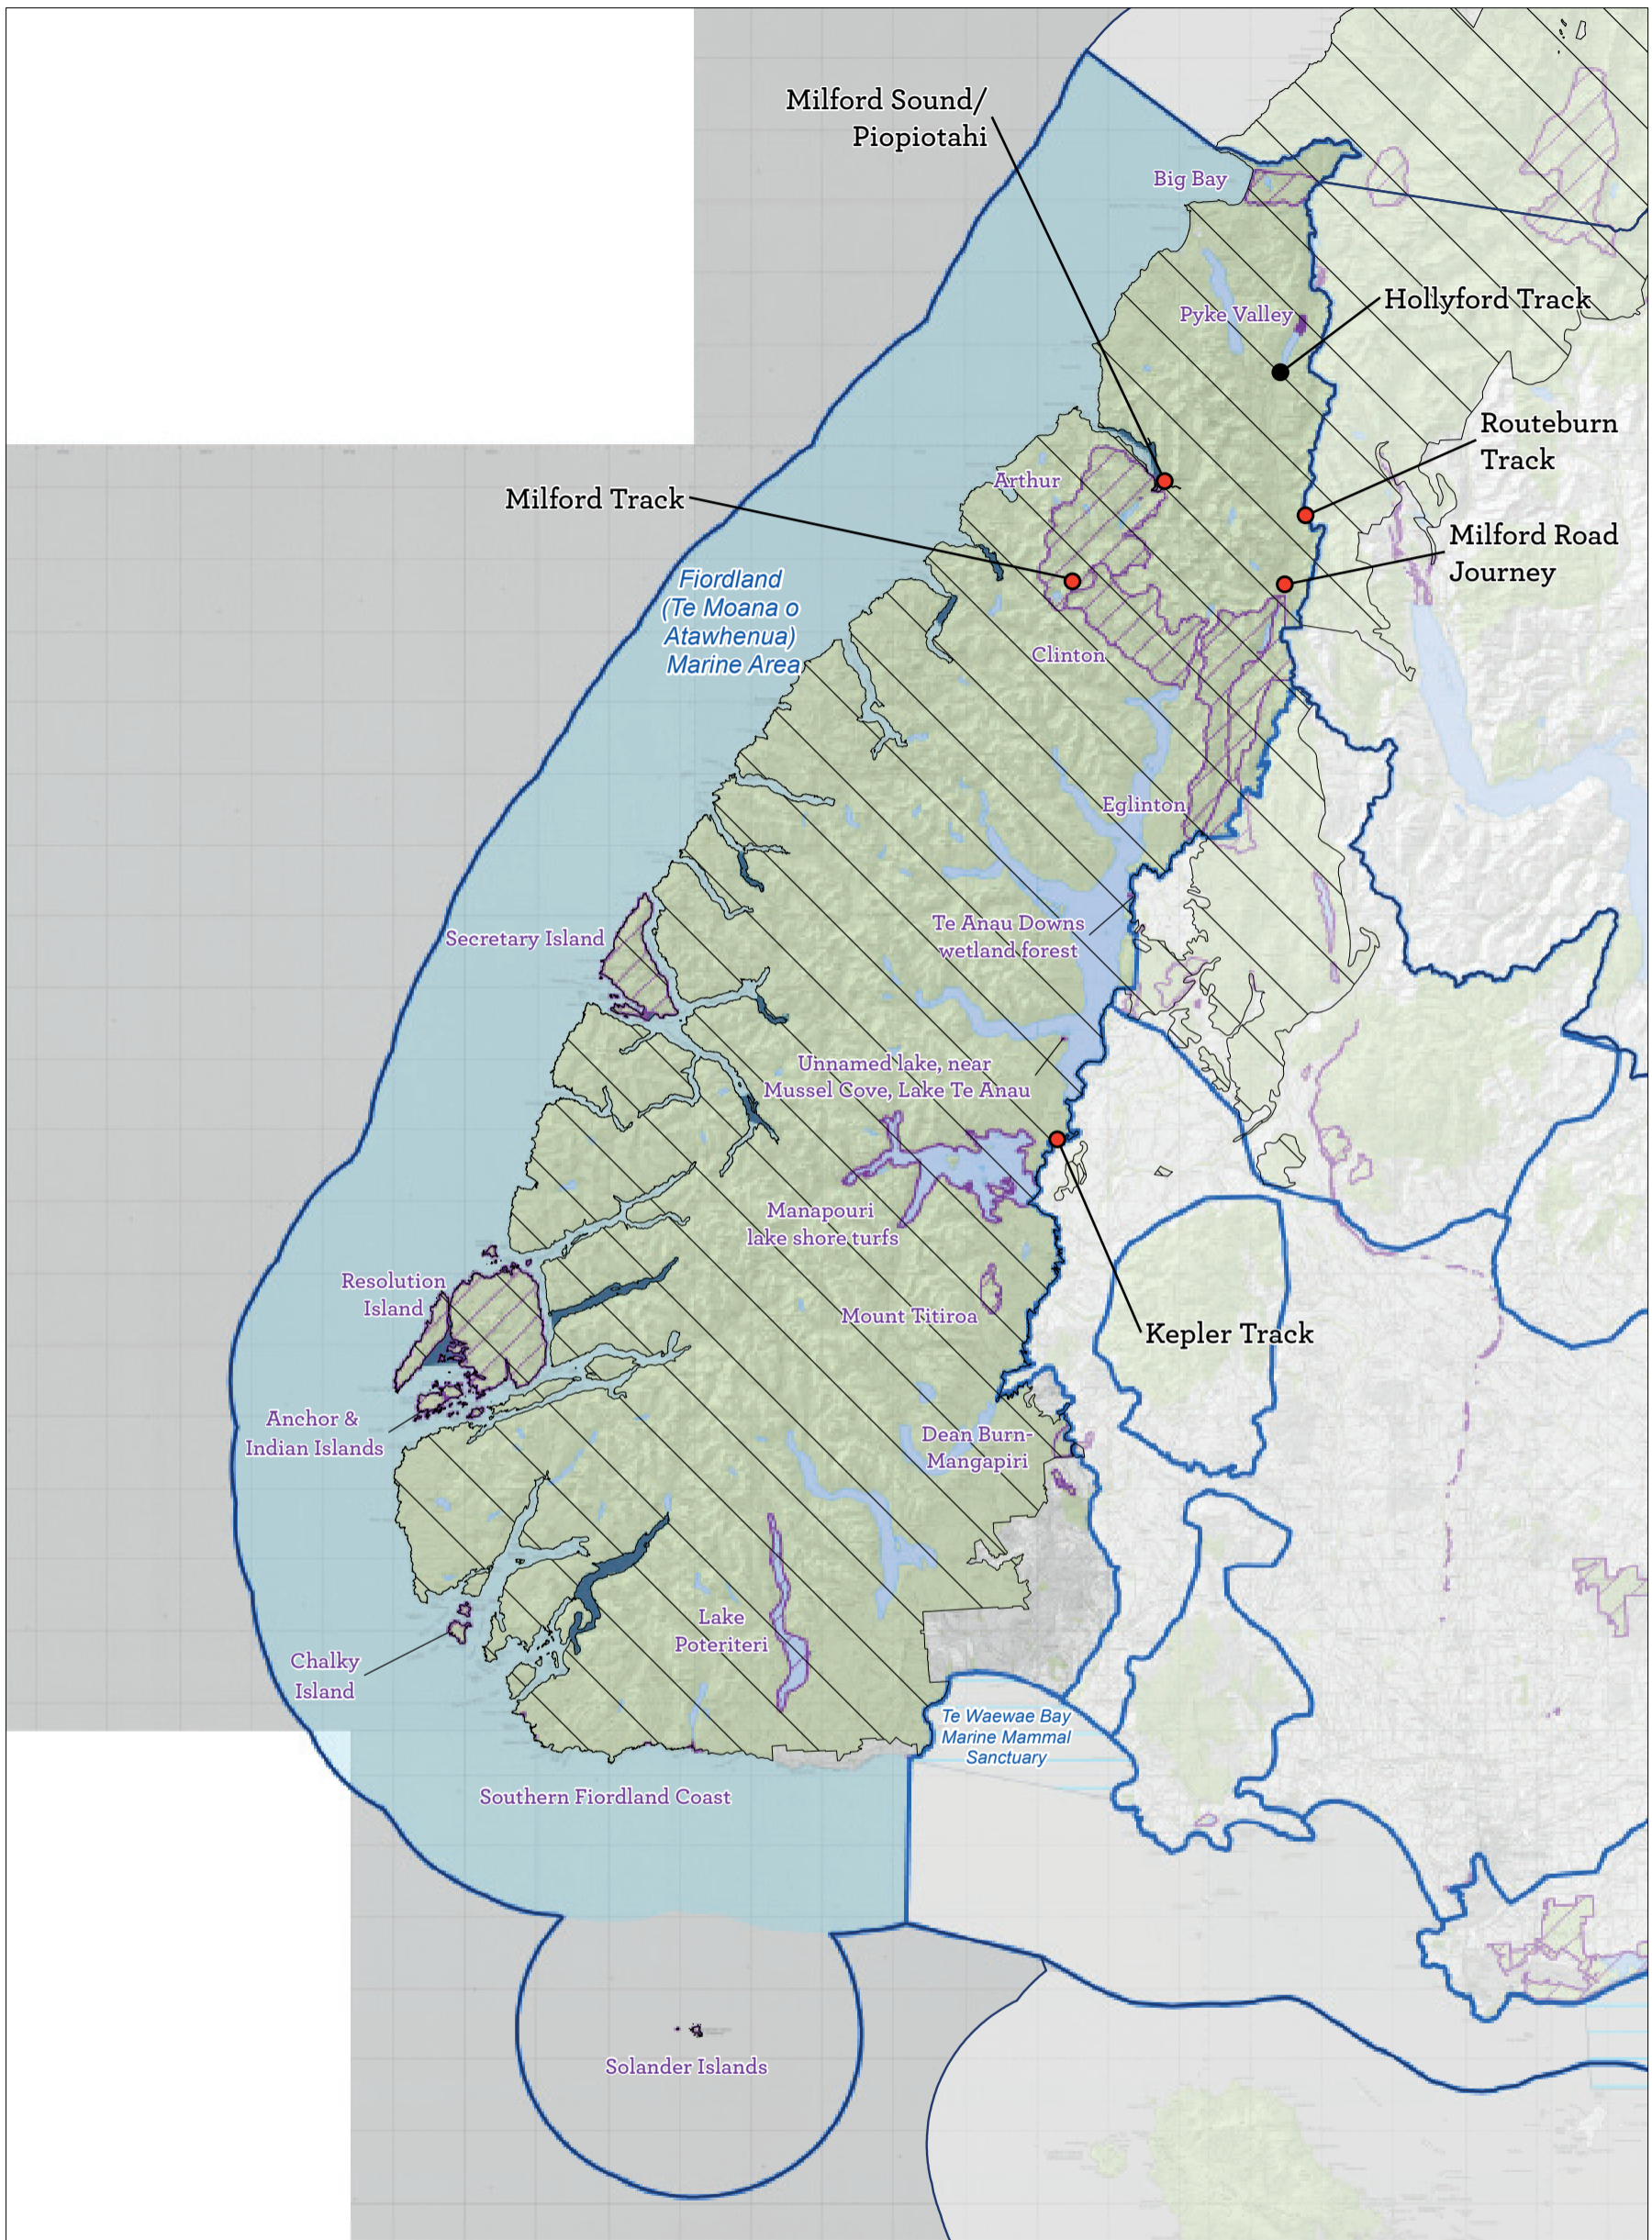 Milford Sound/
Piopiotahi
Big Bay
Hollyford Track
Pyke Valley
Routeburn
Track
Arthur
Milford Track
Milford Road
Journey
Fiordland
(Te Moana o
Atawhenua)
Marine Area
Clinton
Eglinton
Te Anau Downs
wetland forest
Secretary Island
Unnamed lake, near
Mussel Cove, Lake Te Anau
Manapouri
lake shore turfs
Resolution
Island
Mount Titiroa
Kepler Track
Anchor &
Indian Islands
Dean Burn-
Mangapiri
Lake
Poteriteri
Chalky
Island
Te Waewae Bay
Marine Mammal
Sanctuary
Southern Fiordland Coast
Solander Islands